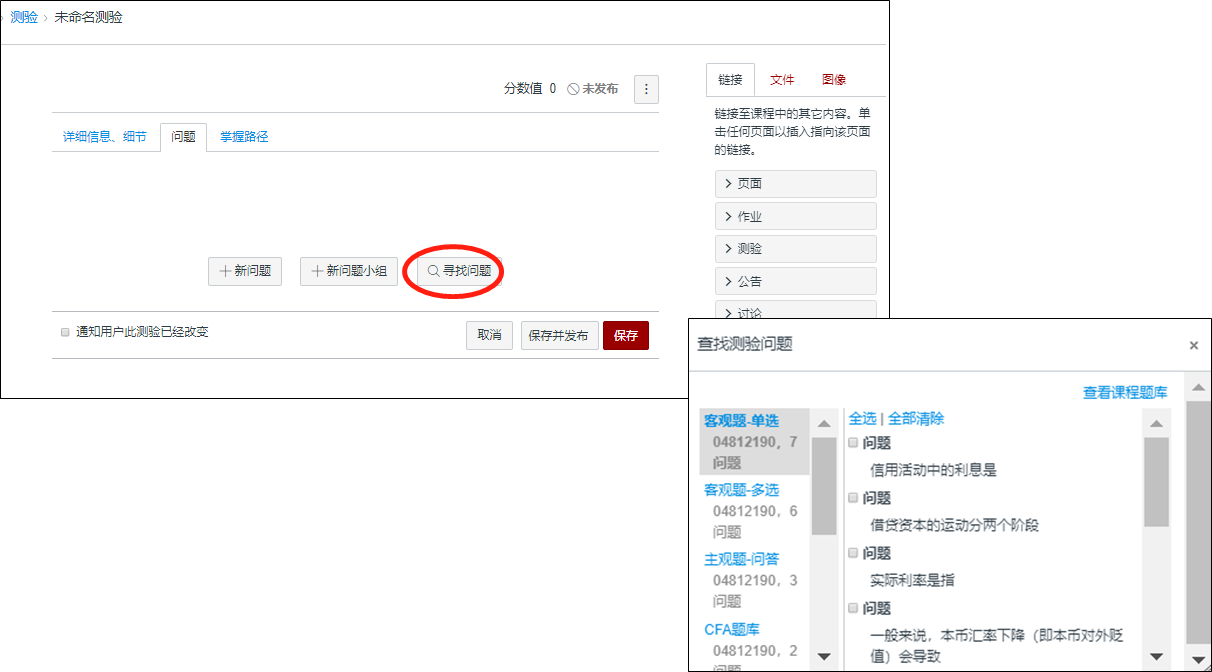 测验 › 未命名测验
分数值 0 未发布
详细信息、细节 问题 掌握路径
新问题 新问题小组 寻找问题
通知用户此测验已经改变
取消 保存并发布 保存
链接 文件 图像
链接至课程中的其它内容。单
击任何页面以插入指向该页面
的链接。
页面
作业
测验
公告
讨论
查找测验问题 ×
查看课程题库
客观题-单选
04812190, 7
问题
客观题-多选
04812190, 6
问题
主观题-问答
04812190, 3
问题
CFA题库
04812190, 2
问题
全选 | 全部清除
问题
信用活动中的利息是
问题
借贷资本的运动分两个阶段
问题
实际利率是指
问题
一般来说，本币汇率下降（即本币对外贬
值）会导致